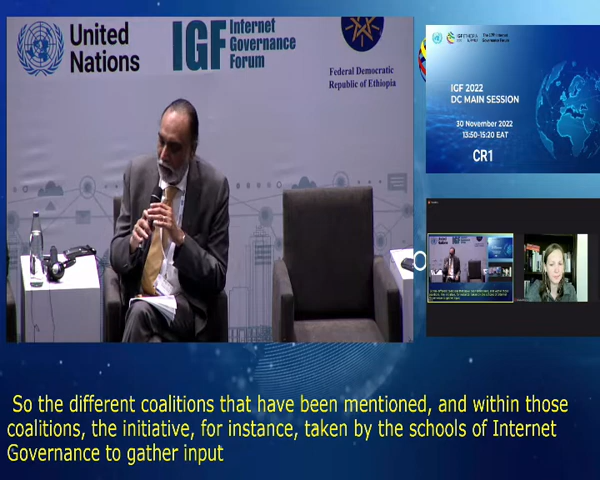 United
Nations
IGF
Internet
Governance
Forum
Federal Democratic
Republic of Ethiopia
IGF 2022
DC MAIN SESSION
30 November 2022
13:50-15:20 EAT
CR1
So the different coalitions that have been mentioned, and within those
coalitions, the initiative, for instance, taken by the schools of Internet
Governance to gather input